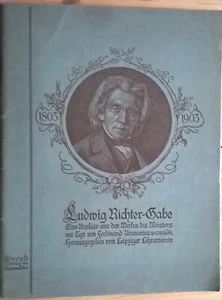 1803 1903
Ludwig Richter-Gabe
Eine Auslese aus den Werken des Meisters
mit Text von Ferdinand Avenarius
Herausgegeben vom Leipziger Lehrerverein